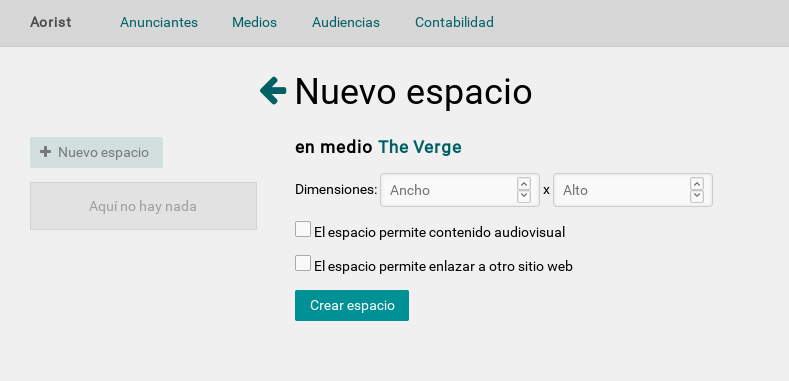 Aorist Anunciantes Medios Audiencias Contabilidad
Nuevo espacio
+ Nuevo espacio
Aquí no hay nada
en medio The Verge
Dimensiones: Ancho x Alto
El espacio permite contenido audiovisual
El espacio permite enlazar a otro sitio web
Crear espacio